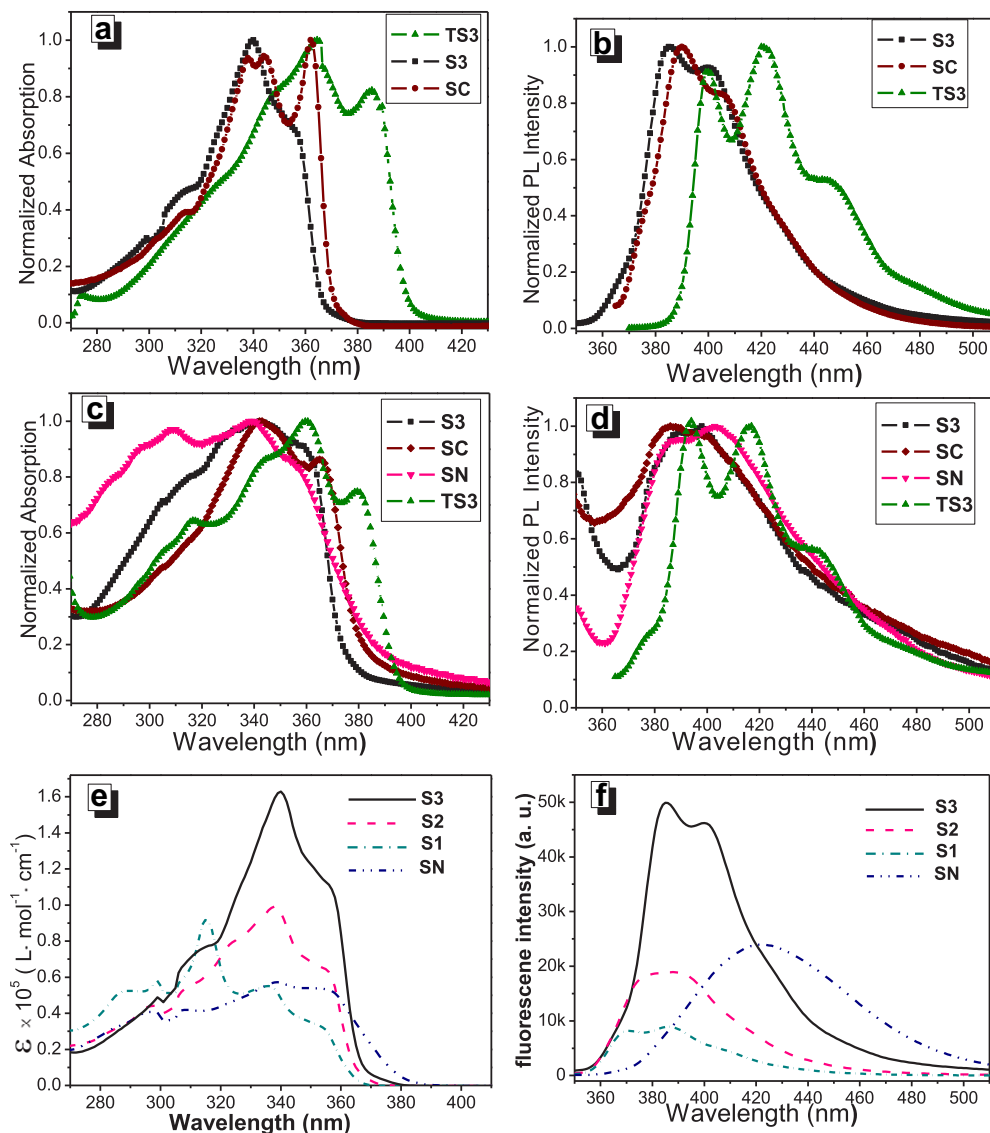 a
TS3
S3
SC
Normalized Absorption
1.0
0.8
0.6
0.4
0.2
0.0
280 300 320 340 360 380 400 420
Wavelength (nm)
b
S3
SC
TS3
Normalized PL Intensity
1.0
0.8
0.6
0.4
0.2
0.0
360 380 400 420 440 460 480 500
Wavelength (nm)
c
S3
SC
SN
TS3
Normalized Absorption
1.0
0.8
0.6
0.4
0.2
0.0
280 300 320 340 360 380 400 420
Wavelength (nm)
d
S3
SC
SN
TS3
Normalized PL Intensity
1.0
0.8
0.6
0.4
0.2
0.0
360 380 400 420 440 460 480 500
Wavelength (nm)
e
S3
S2
S1
SN
ε × 10⁵ ( L· mol⁻¹ · cm⁻¹)
1.6
1.4
1.2
1.0
0.8
0.6
0.4
0.2
0.0
280 300 320 340 360 380 400
Wavelength (nm)
f
S3
S2
S1
SN
fluorescene intensity (a. u.)
50k
40k
30k
20k
10k
0
360 380 400 420 440 460 480 500
Wavelength (nm)